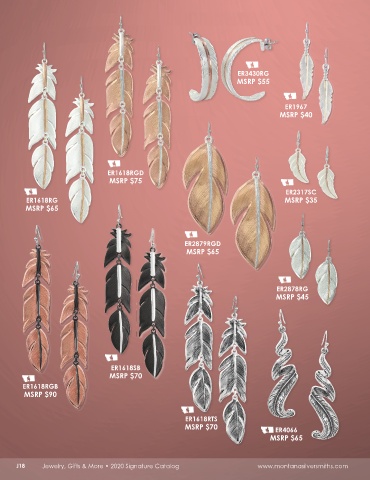 ER3430RG
MSRP $55
ER1967
MSRP $40
ER1618RGD
MSRP $75
ER2317SC
MSRP $35
ER1618RG
MSRP $65
ER2879RGD
MSRP $65
ER2878RG
MSRP $45
ER1618SB
MSRP $70
ER1618RGB
MSRP $90
ER1618RTS
MSRP $70
ER4066
MSRP $65
J18 Jewelry, Gifts & More • 2020 Signature Catalog www.montanasilversmiths.com